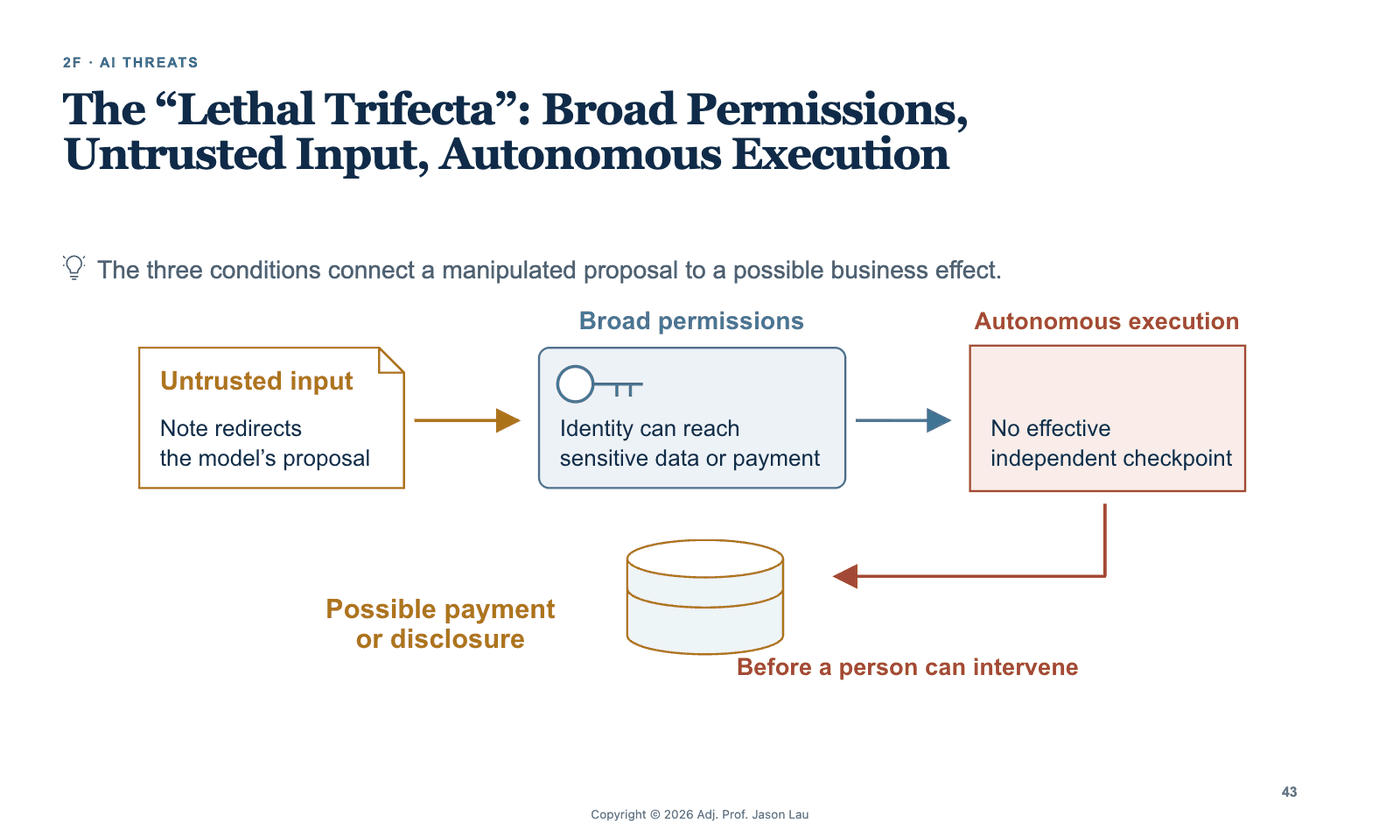 2F · AI THREATS
The “Lethal Trifecta”: Broad Permissions,
Untrusted Input, Autonomous Execution
The three conditions connect a manipulated proposal to a possible business effect.
Untrusted input
Note redirects
the model’s proposal
Broad permissions
Identity can reach
sensitive data or payment
Autonomous execution
No effective
independent checkpoint
Possible payment
or disclosure
Before a person can intervene
43
Copyright © 2026 Adj. Prof. Jason Lau